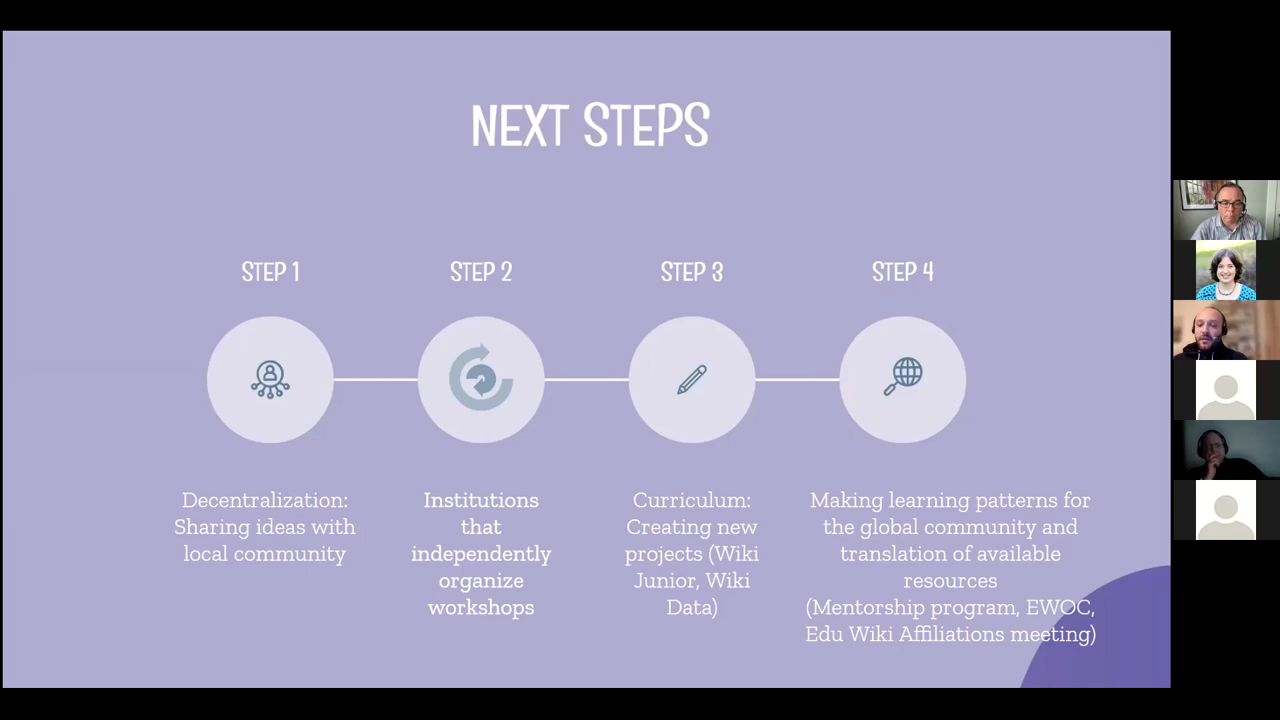 NEXT STEPS
STEP 1
STEP 2
STEP 3
STEP 4
Decentralization:
Sharing ideas with
local community
Institutions
that
independently
organize
workshops
Curriculum:
Creating new
projects (Wiki
Junior, Wiki
Data)
Making learning patterns for
the global community and
translation of available
resources
(Mentorship program, EWOC,
Edu Wiki Affiliations meeting)